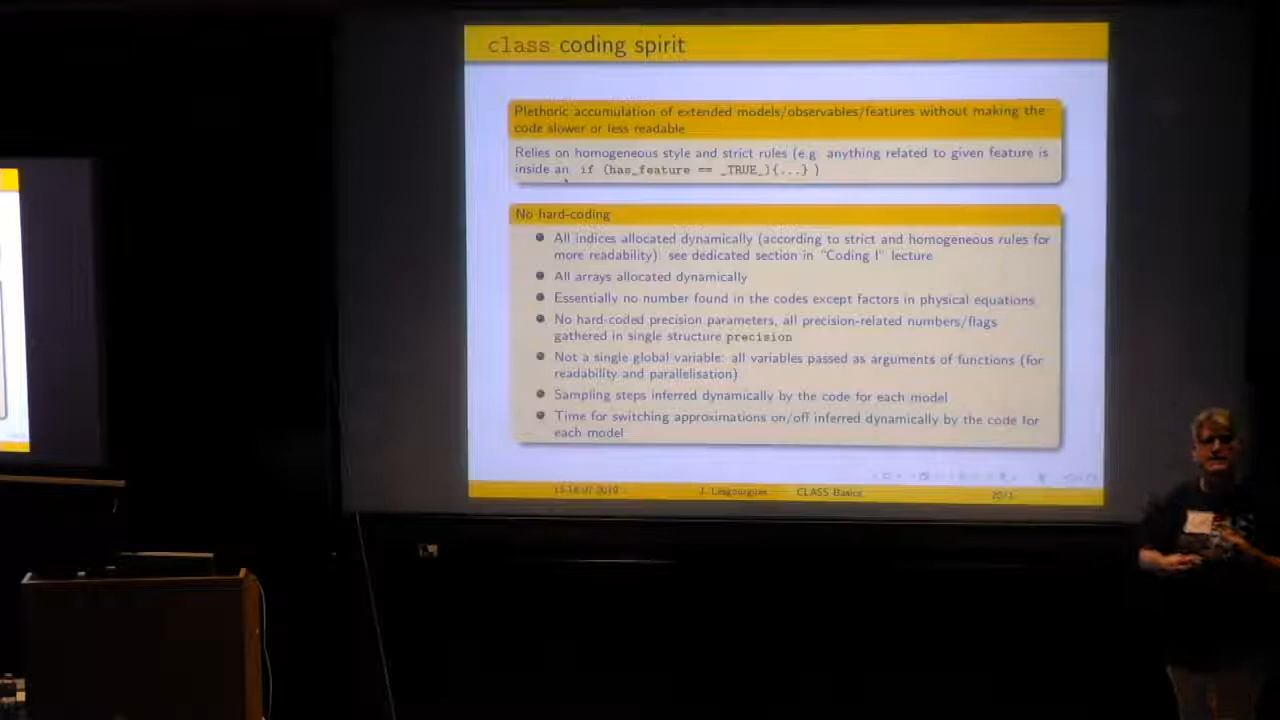 class coding spirit
Plethoric accumulation of extended models/observables/features without making the
code slower or less readable
Relies on homogeneous style and strict rules (e.g. anything related to given feature is
inside an if (has_feature == _TRUE_){...} )
No hard-coding
All indices allocated dynamically (according to strict and homogeneous rules for
more readability): see dedicated section in "Coding I" lecture
All arrays allocated dynamically
Essentially no number found in the codes except factors in physical equations
No hard-coded precision parameters, all precision-related numbers/flags
gathered in single structure precision
Not a single global variable: all variables passed as arguments of functions (for
readability and parallelisation)
Sampling steps inferred dynamically by the code for each model
Time for switching approximations on/off inferred dynamically by the code for
each model
J. Lesgourgues CLASS Basics